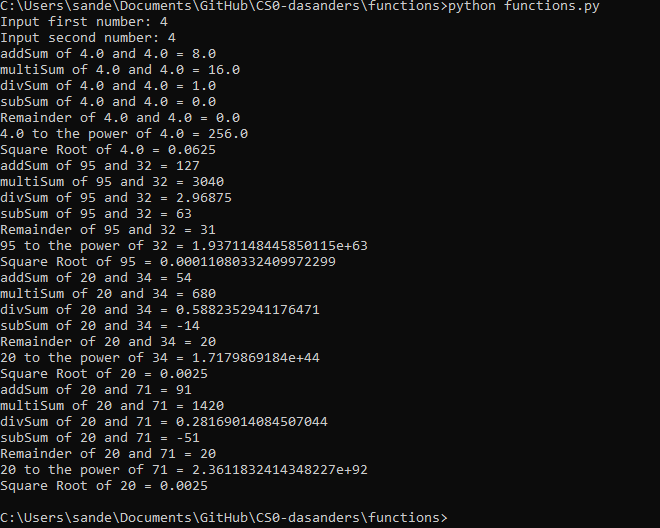 C:\Users\sande\Documents\GitHub\CS0-dasanders\functions>python functions.py
Input first number: 4
Input second number: 4
addSum of 4.0 and 4.0 = 8.0
multiSum of 4.0 and 4.0 = 16.0
divSum of 4.0 and 4.0 = 1.0
subSum of 4.0 and 4.0 = 0.0
Remainder of 4.0 and 4.0 = 0.0
4.0 to the power of 4.0 = 256.0
Square Root of 4.0 = 0.0625
addSum of 95 and 32 = 127
multiSum of 95 and 32 = 3040
divSum of 95 and 32 = 2.96875
subSum of 95 and 32 = 63
Remainder of 95 and 32 = 31
95 to the power of 32 = 1.9371148445850115e+63
Square Root of 95 = 0.00011080332409972299
addSum of 20 and 34 = 54
multiSum of 20 and 34 = 680
divSum of 20 and 34 = 0.5882352941176471
subSum of 20 and 34 = -14
Remainder of 20 and 34 = 20
20 to the power of 34 = 1.7179869184e+44
Square Root of 20 = 0.0025
addSum of 20 and 71 = 91
multiSum of 20 and 71 = 1420
divSum of 20 and 71 = 0.28169014084507044
subSum of 20 and 71 = -51
Remainder of 20 and 71 = 20
20 to the power of 71 = 2.3611832414348227e+92
Square Root of 20 = 0.0025
C:\Users\sande\Documents\GitHub\CS0-dasanders\functions>